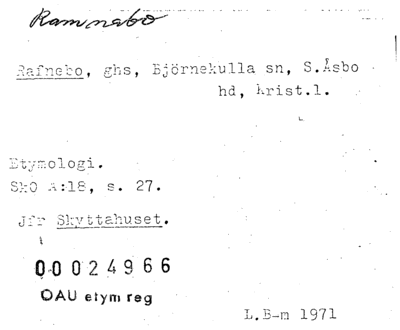 Ramnabo
Rafnebo, ghs, Björnekulla sn, S.Åsbo
hd, Krist.l.
Etymologi.
SkO A:18, s. 27.
Jfr Skyttahuset.
00024966
OAU etym reg
L.B-m 1971